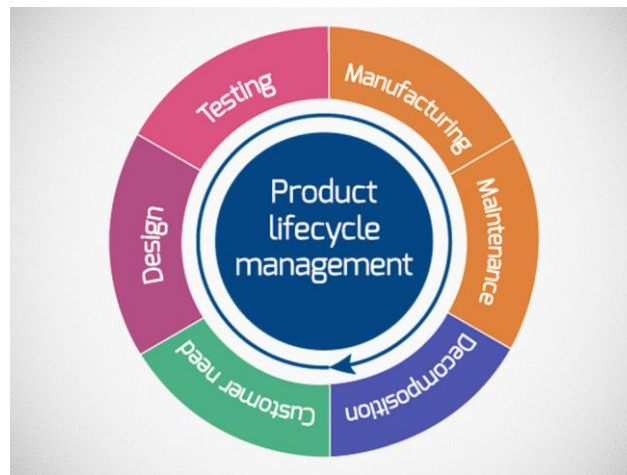 Product
lifecycle
management
Testing
Manufacturing
Maintenance
Decomposition
Customer need
Design